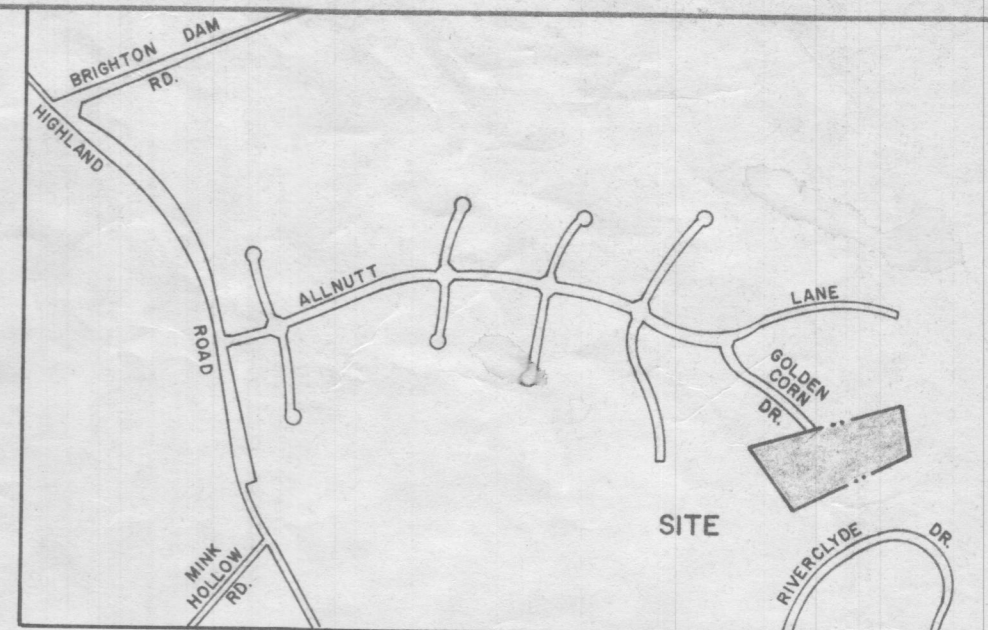 BRIGHTON DAM
RD.
HIGHLAND
ROAD
ALLNUTT
LANE
GOLDEN
CORN
DR.
SITE
MINK
HOLLOW
RD.
RIVERCLYDE
DR.